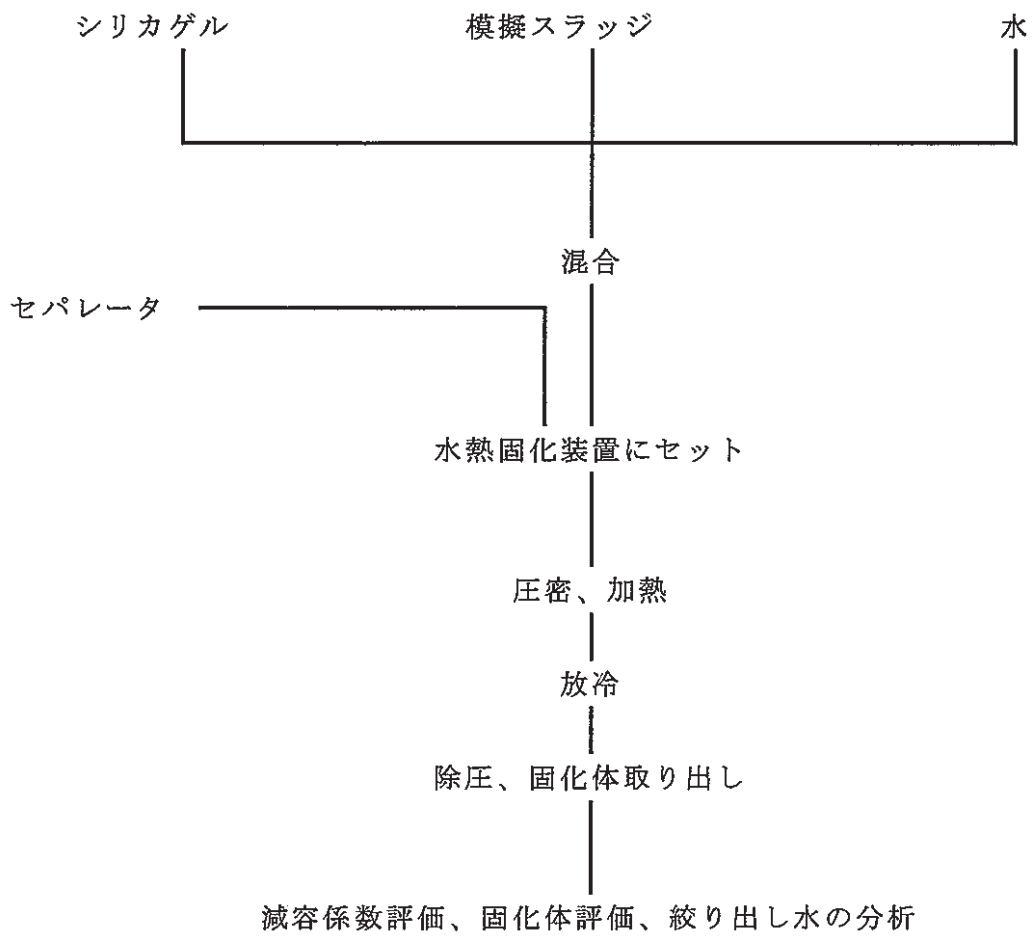 シリカゲル 模擬スラッジ 水
混合
セパレータ
水熱固化装置にセット
圧密、加熱
放冷
除圧、固化体取り出し
減容係数評価、固化体評価、絞り出し水の分析